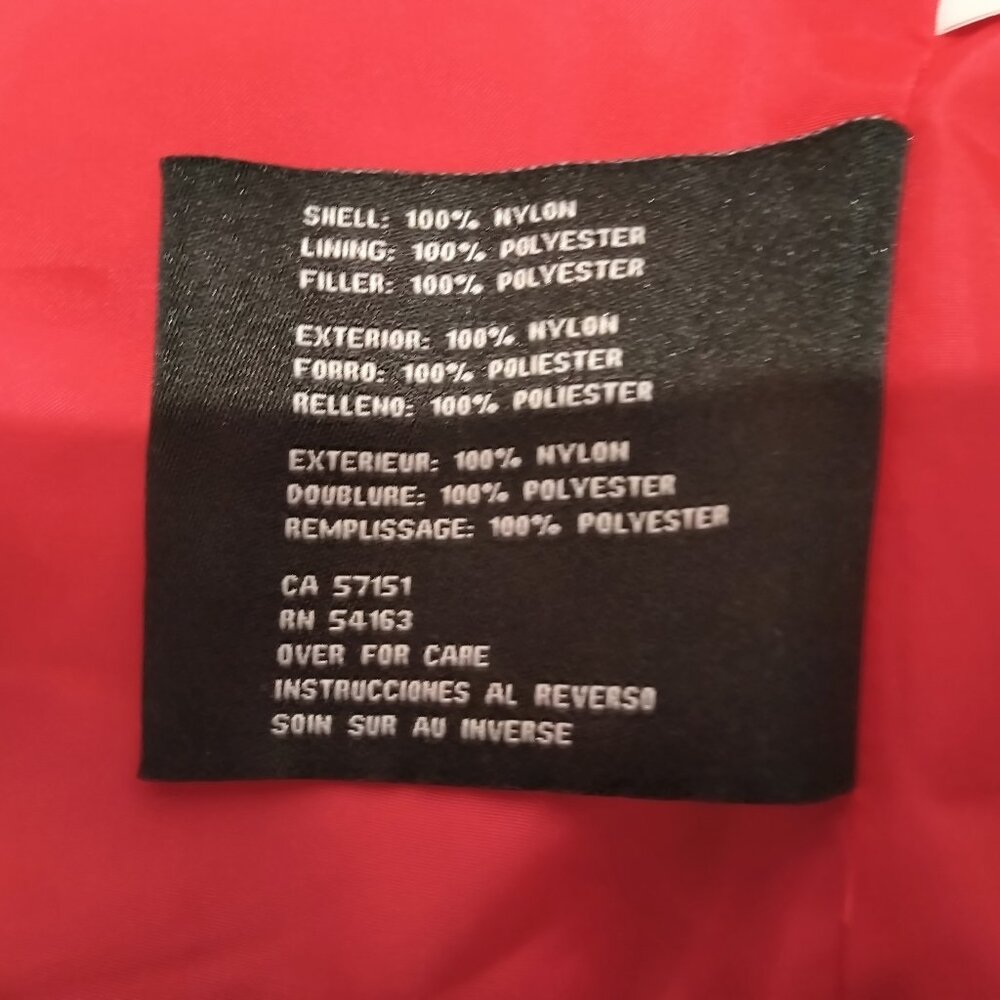 SHELL: 100% NYLON
LINING: 100% POLYESTER
FILLER: 100% POLYESTER
EXTERIOR: 100% NYLON
FORRO: 100% POLIESTER
RELLENO: 100% POLIESTER
EXTERIEUR: 100% NYLON
DOUBLURE: 100% POLYESTER
REMPLISSAGE: 100% POLYESTER
CA 57151
RN 54163
OVER FOR CARE
INSTRUCCIONES AL REVERSO
SOIN SUR AU INVERSE